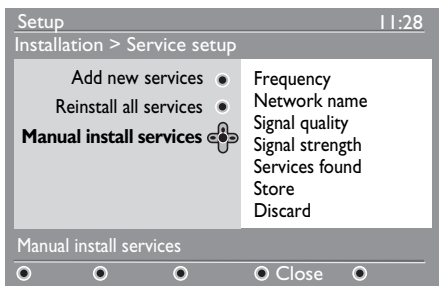 Setup 11:28
Installation > Service setup
Add new services
Reinstall all services
Manual install services
Frequency
Network name
Signal quality
Signal strength
Services found
Store
Discard
Manual install services
Close